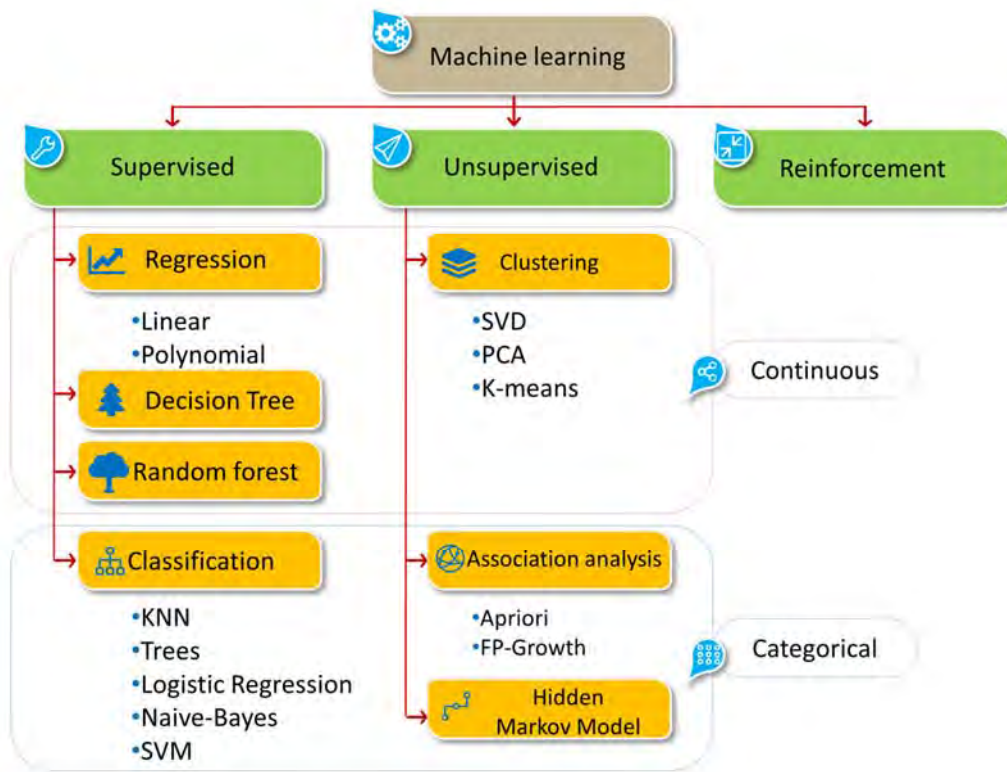 Machine learning
Supervised
Unsupervised
Reinforcement
Regression
•Linear
•Polynomial
Decision Tree
Random forest
Clustering
•SVD
•PCA
•K-means
Continuous
Classification
•KNN
•Trees
•Logistic Regression
•Naive-Bayes
•SVM
Association analysis
•Apriori
•FP-Growth
Hidden
Markov Model
Categorical